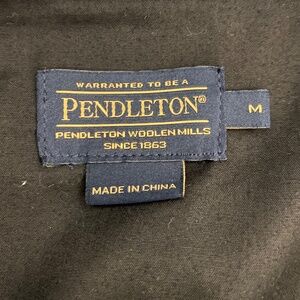 WARRANTED TO BE A
PENDLETON®
PENDLETON WOOLEN MILLS
SINCE 1863
M
MADE IN CHINA